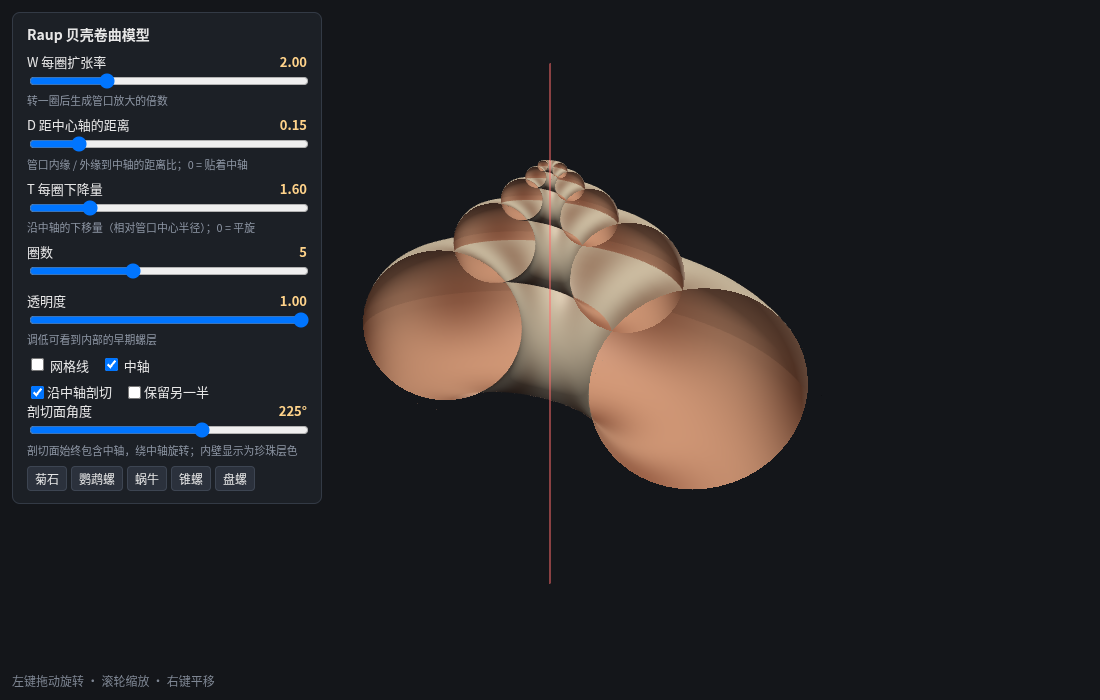 Raup 贝壳卷曲模型
W 每圈扩张率 2.00
转一圈后生成管口放大的倍数
D 距中心轴的距离 0.15
管口内缘 / 外缘到中轴的距离比；0 = 贴着中轴
T 每圈下降量 1.60
沿中轴的下移量（相对管口中心半径）；0 = 平旋
圈数 5
透明度 1.00
调低可看到内部的早期螺层
网格线 中轴
沿中轴剖切 保留另一半
剖切面角度 225°
剖切面始终包含中轴，绕中轴旋转；内壁显示为珍珠层色
菊石 鹦鹉螺 蜗牛 锥螺 盘螺
左键拖动旋转 · 滚轮缩放 · 右键平移